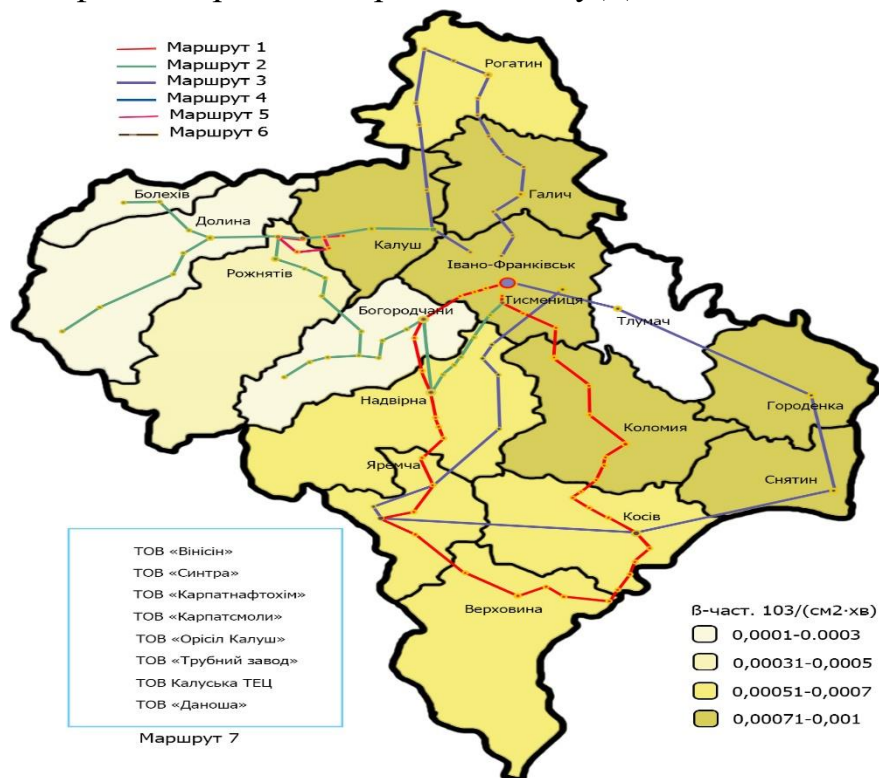 Маршрут 1
Маршрут 2
Маршрут 3
Маршрут 4
Маршрут 5
Маршрут 6
Рогатин
Галич
Болехів
Долина
Калуш
Рожнятів
Івано-Франківськ
Богородчани
Тисмениця
Тлумач
Надвірна
Городенка
Коломия
Яремча
Снятин
Косів
Верховина
ТОВ «Вінісін»
ТОВ «Синтра»
ТОВ «Карпатнафтохім»
ТОВ «Карпатсмоли»
ТОВ «Орісіл Калуш»
ТОВ «Трубний завод»
ТОВ Калуська ТЕЦ
ТОВ «Даноша»
Маршрут 7
ß-част. 103/(см2·хв)
0,0001-0.0003
0,00031-0,0005
0,00051-0,0007
0,00071-0,001